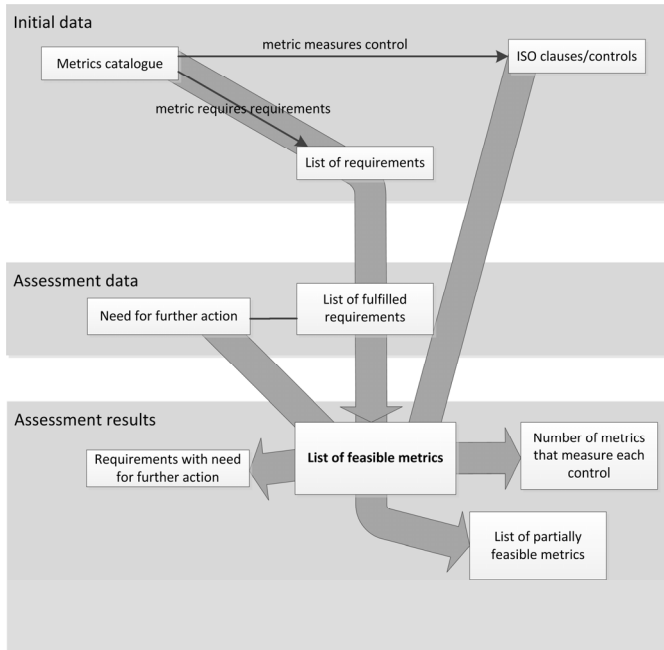 Initial data
metric measures control
Metrics catalogue
ISO clauses/controls
metric requires requirements
List of requirements
Assessment data
Need for further action
List of fulfilled
requirements
Assessment results
List of feasible metrics
Requirements with need
for further action
Number of metrics
that measure each
control
List of partially
feasible metrics